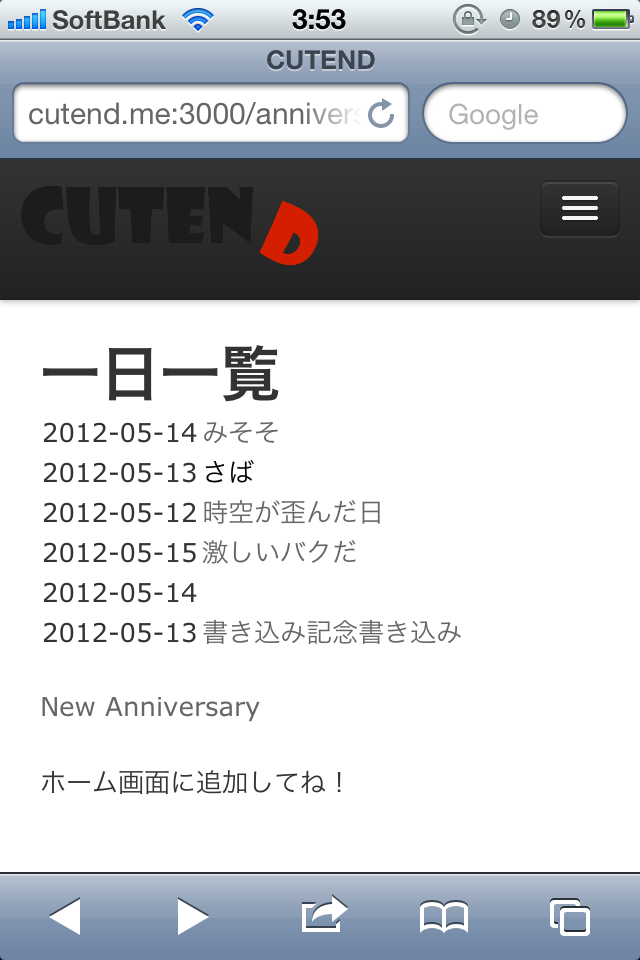 SoftBank 3:53 89%
CUTEND
cutend.me:3000/annivers
Google
CUTEND
一日一覧
2012-05-14 みそそ
2012-05-13 さば
2012-05-12 時空が歪んだ日
2012-05-15 激しいバクだ
2012-05-14
2012-05-13 書き込み記念書き込み
New Anniversary
ホーム画面に追加してね！